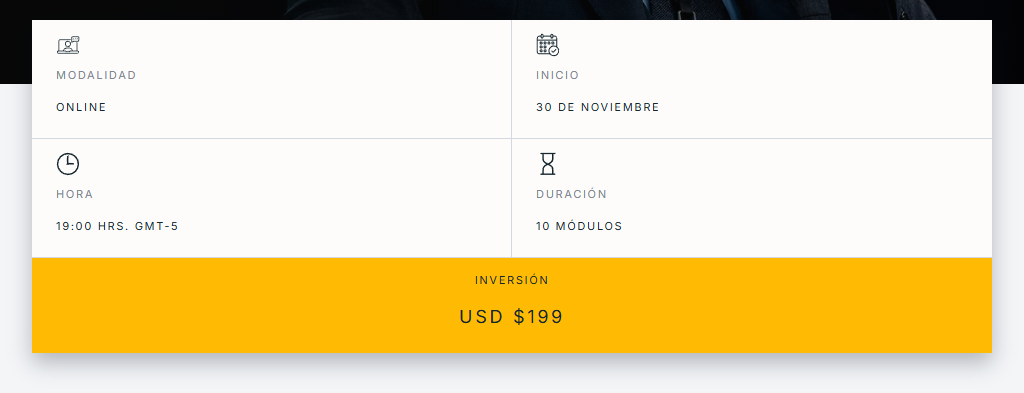 MODALIDAD
ONLINE
INICIO
30 DE NOVIEMBRE
HORA
19:00 HRS. GMT-5
DURACIÓN
10 MÓDULOS
INVERSIÓN
USD $199